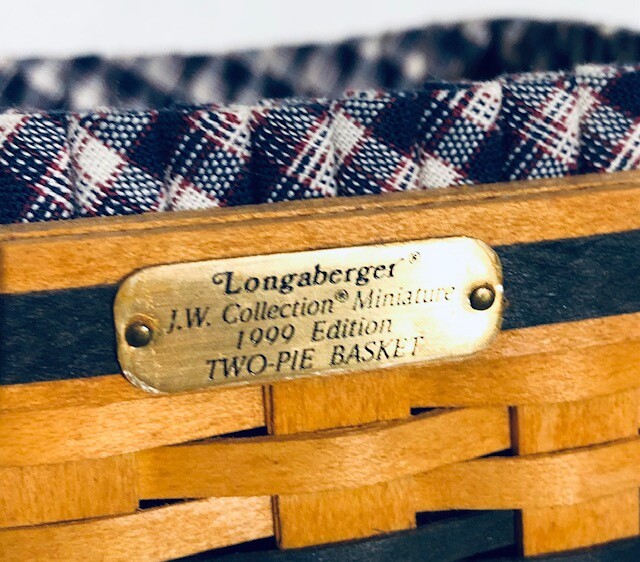 Longaberger®
J.W. Collection® Miniature
1999 Edition
TWO-PIE BASKET